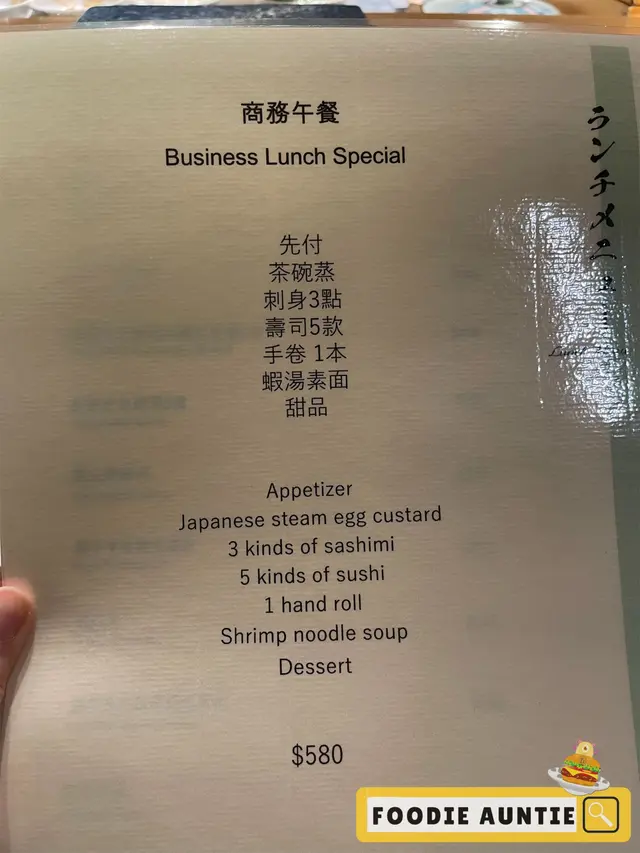 商務午餐
Business Lunch Special
先付
茶碗蒸
刺身3點
壽司5款
手卷 1本
蝦湯素面
甜品
Appetizer
Japanese steam egg custard
3 kinds of sashimi
5 kinds of sushi
1 hand roll
Shrimp noodle soup
Dessert
$580
ランチメニュー
FOODIE AUNTIE